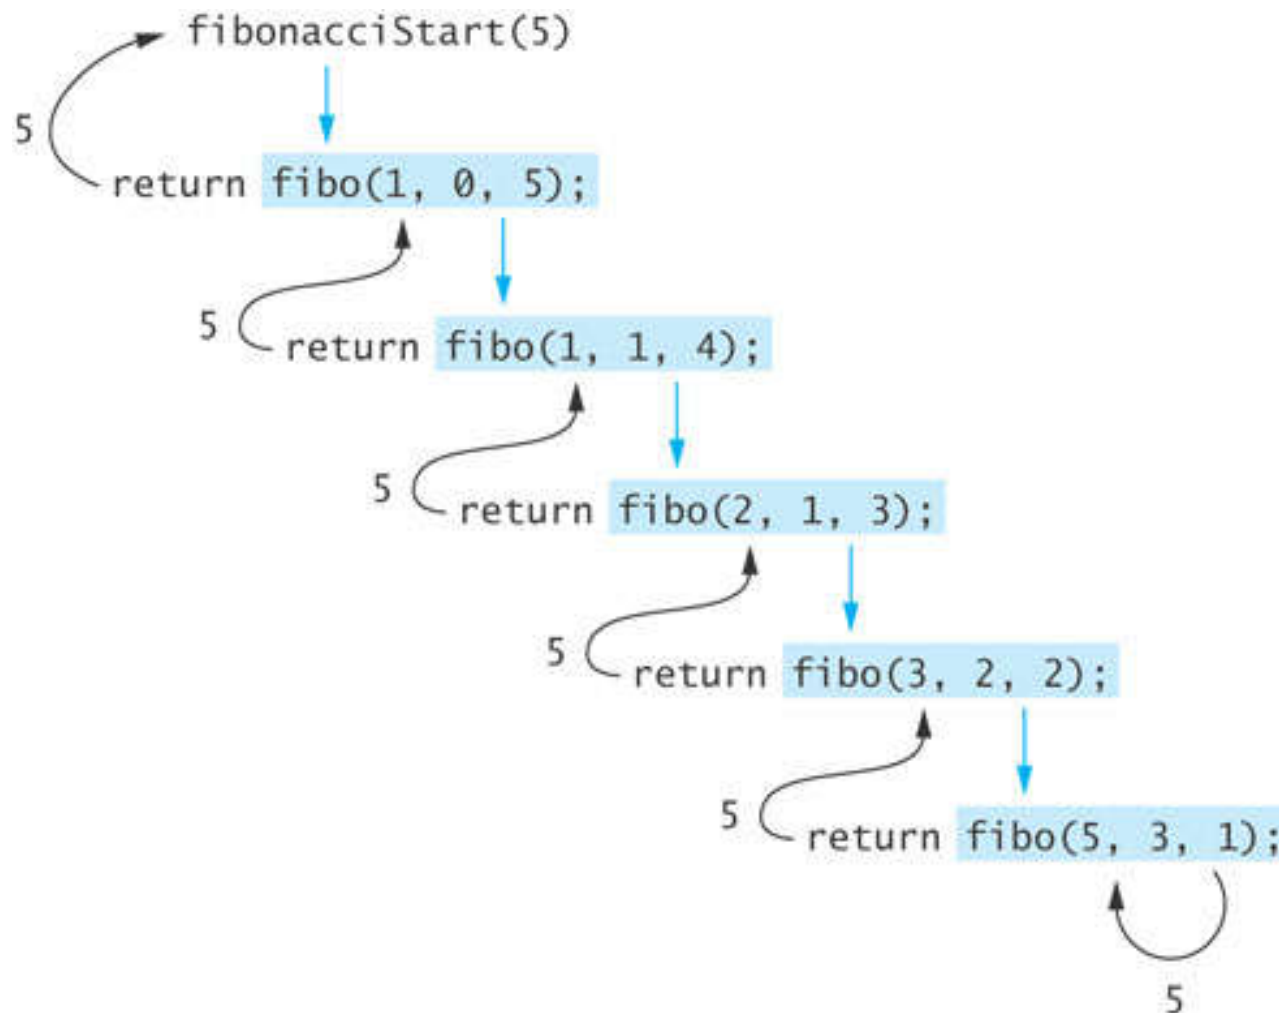 fibonacciStart(5)
5
return fibo(1, 0, 5);
5
return fibo(1, 1, 4);
5
return fibo(2, 1, 3);
5
return fibo(3, 2, 2);
5
return fibo(5, 3, 1);
5